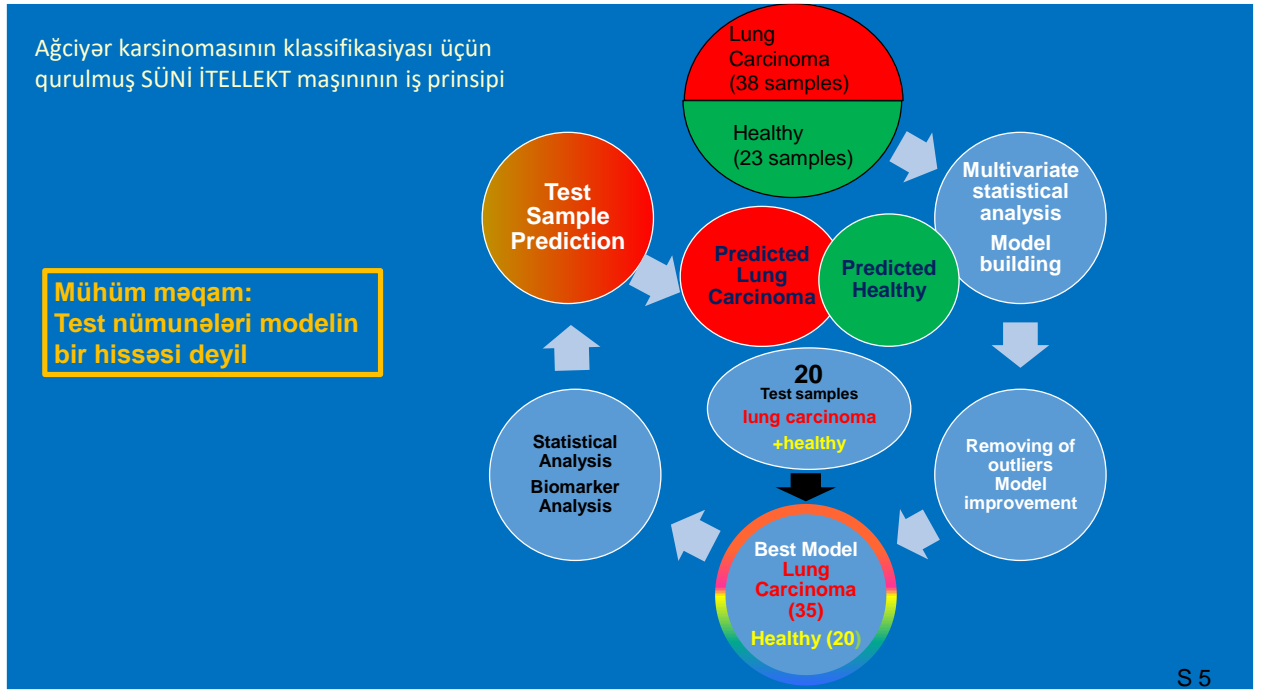 Ağciyər karsinomasının klassifikasiyası üçün
qurulmuş SÜNİ İTELLEKT maşınının iş prinsipi
Lung
Carcinoma
(38 samples)
Healthy
(23 samples)
Multivariate
statistical
analysis
Model
building
Test
Sample
Prediction
Predicted
Lung
Carcinoma
Predicted
Healthy
Mühüm məqam:
Test nümunələri modelin
bir hissəsi deyil
20
Test samples
lung carcinoma
+healthy
Statistical
Analysis
Biomarker
Analysis
Removing of
outliers
Model
improvement
Best Model
Lung
Carcinoma
(35)
Healthy (20)
S 5